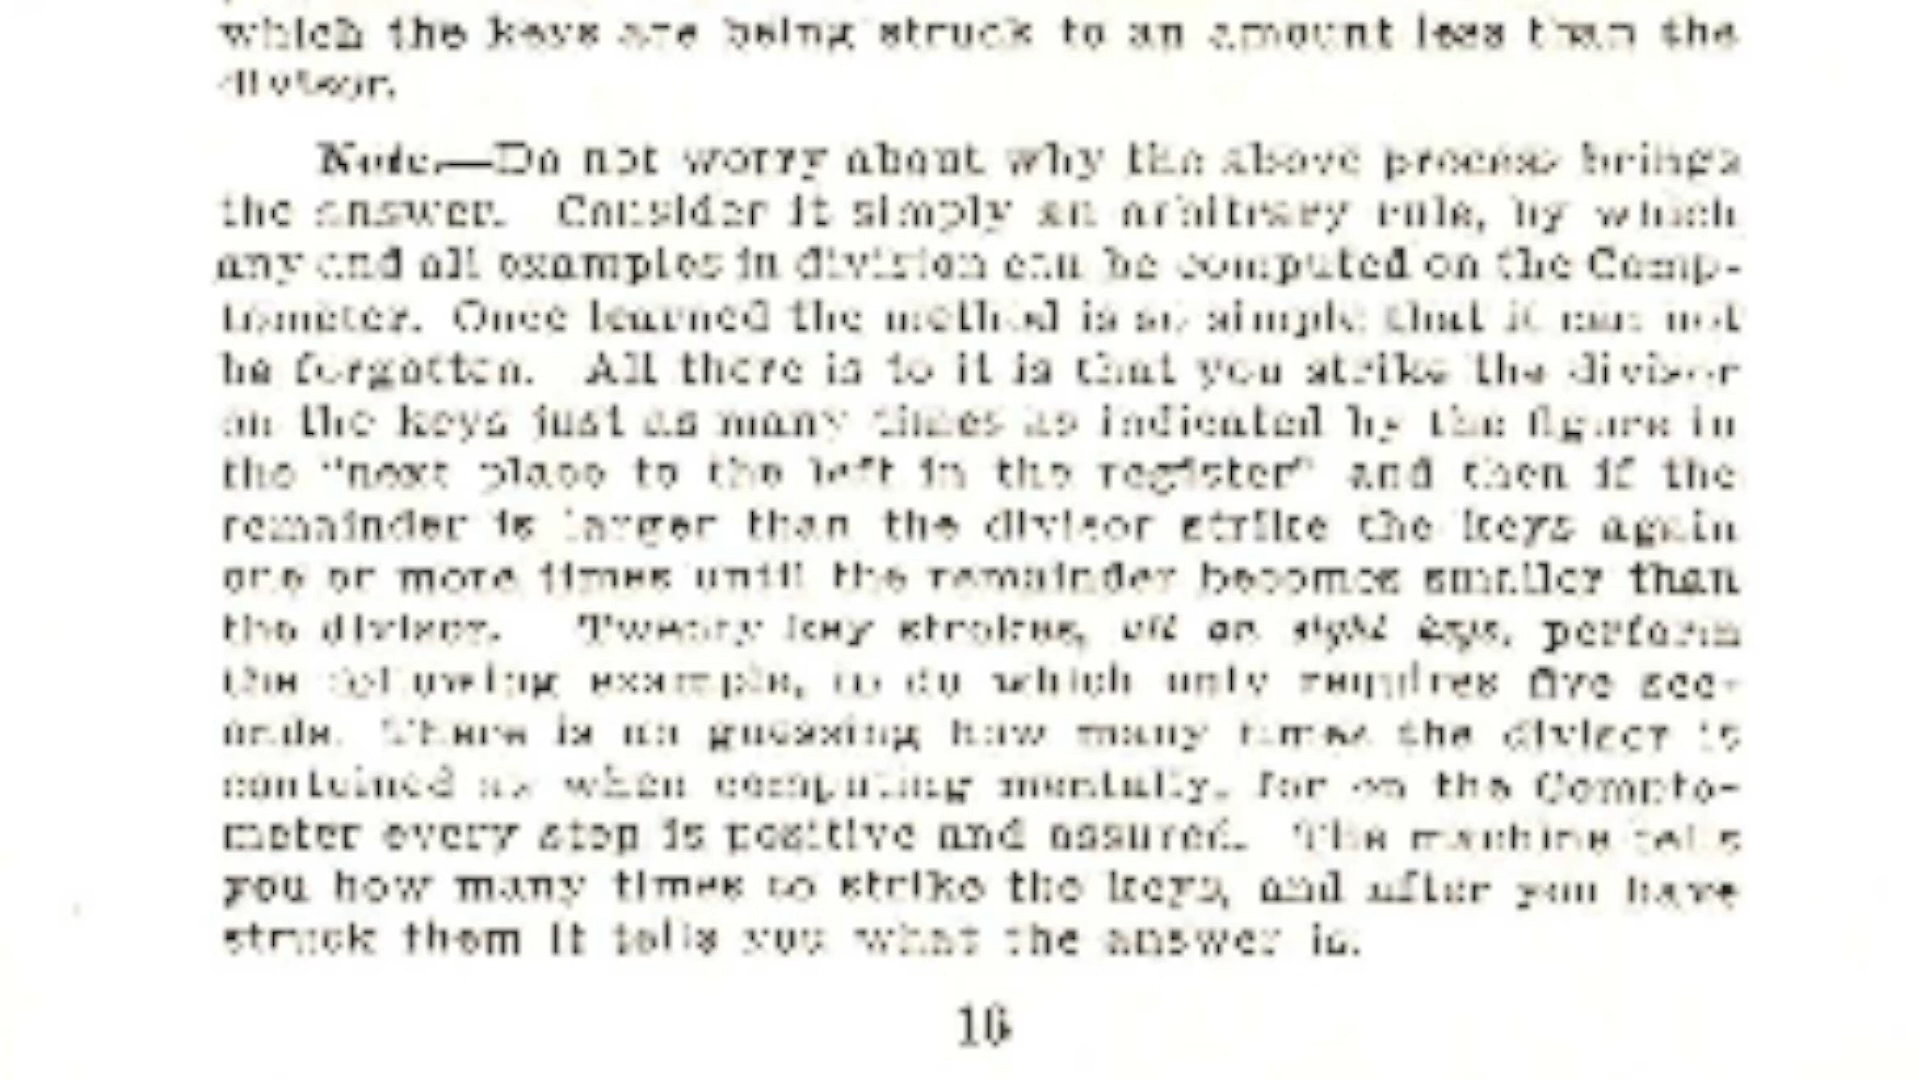 which the keys are being struck to an amount less than the
divisor.
Note.—Do not worry about why the above process brings
the answer. Consider it simply an arbitrary rule, by which
any and all examples in division can be computed on the Comp-
tometer. Once learned the method is so simple that it can not
be forgotten. All there is to it is that you strike the divisor
on the keys just as many times as indicated by the figure in
the "next place to the left in the register" and then if the
remainder is larger than the divisor strike the keys again
one or more times until the remainder becomes smaller than
the divisor. Twenty key strokes, all on eight keys, perform
the following example, to do which only requires five sec-
onds. There is no guessing how many times the divisor is
contained as when computing mentally, for on the Compto-
meter every step is positive and assured. The machine tells
you how many times to strike the keys, and after you have
struck them it tells you what the answer is.
16